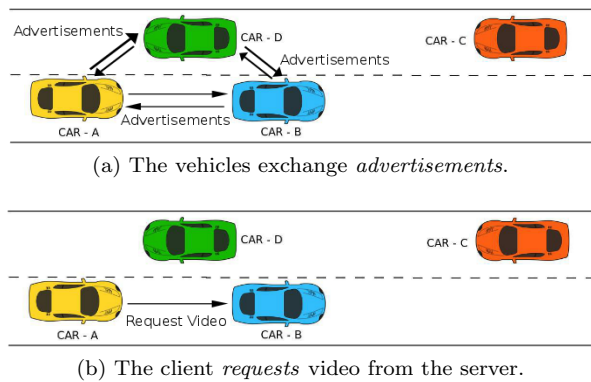 Advertisements
CAR - D
CAR - C
Advertisements
Advertisements
CAR - A
CAR - B
(a) The vehicles exchange advertisements.
CAR - D
CAR - C
Request Video
CAR - A
CAR - B
(b) The client requests video from the server.